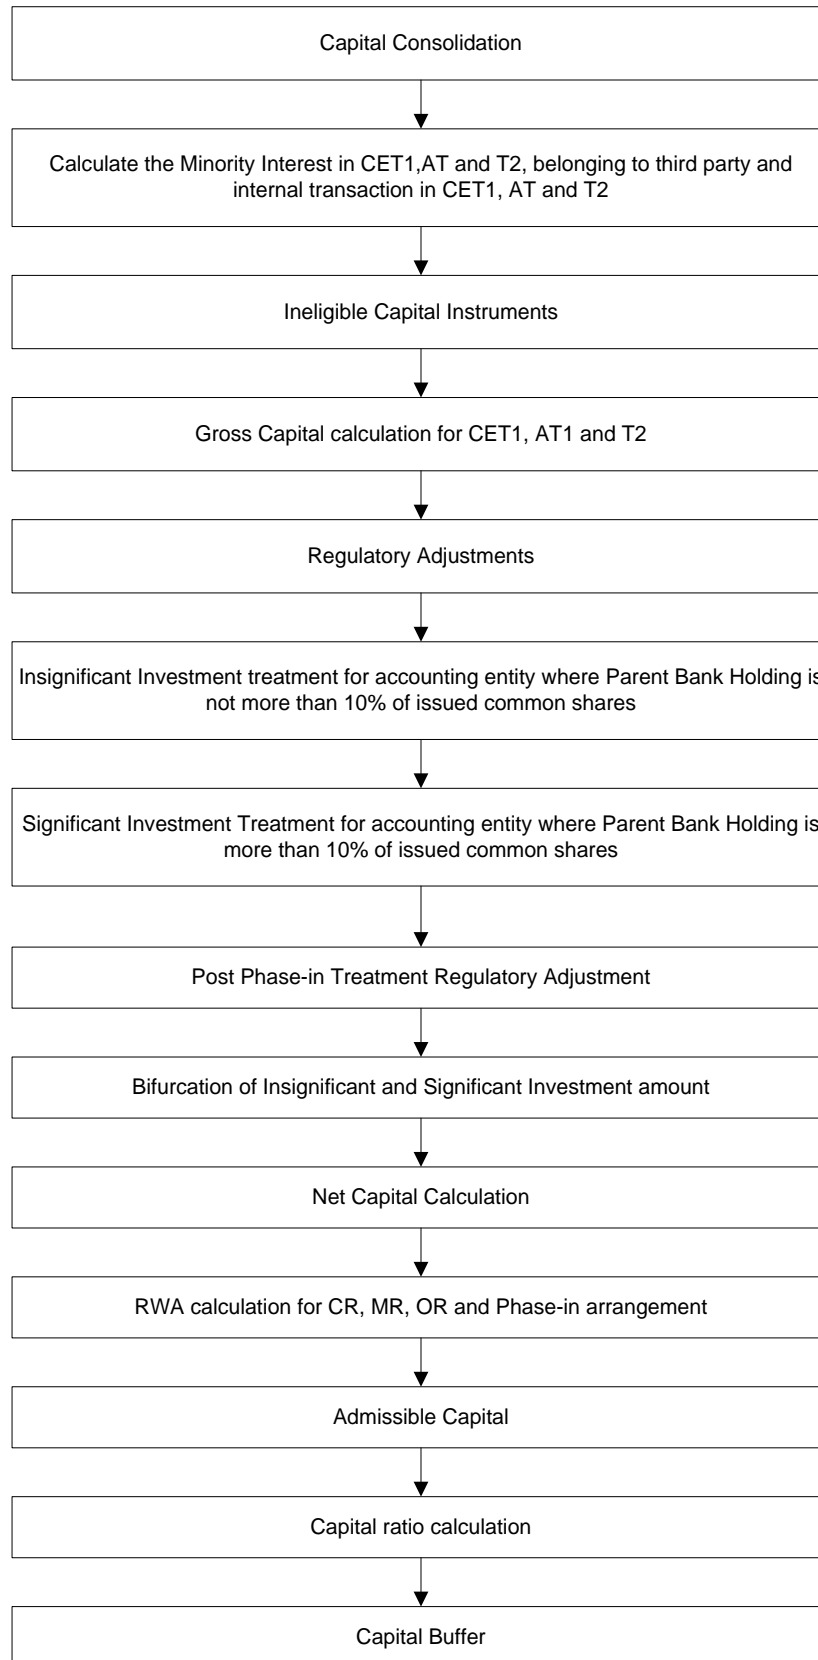 Capital Consolidation
Calculate the Minority Interest in CET1,AT and T2, belonging to third party and
internal transaction in CET1, AT and T2
Ineligible Capital Instruments
Gross Capital calculation for CET1, AT1 and T2
Regulatory Adjustments
Insignificant Investment treatment for accounting entity where Parent Bank Holding is
not more than 10% of issued common shares
Significant Investment Treatment for accounting entity where Parent Bank Holding is
more than 10% of issued common shares
Post Phase-in Treatment Regulatory Adjustment
Bifurcation of Insignificant and Significant Investment amount
Net Capital Calculation
RWA calculation for CR, MR, OR and Phase-in arrangement
Admissible Capital
Capital ratio calculation
Capital Buffer